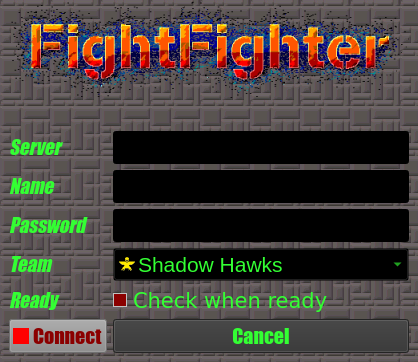 FightFighter
Server
Name
Password
Team Shadow Hawks
Ready Check when ready
Connect Cancel